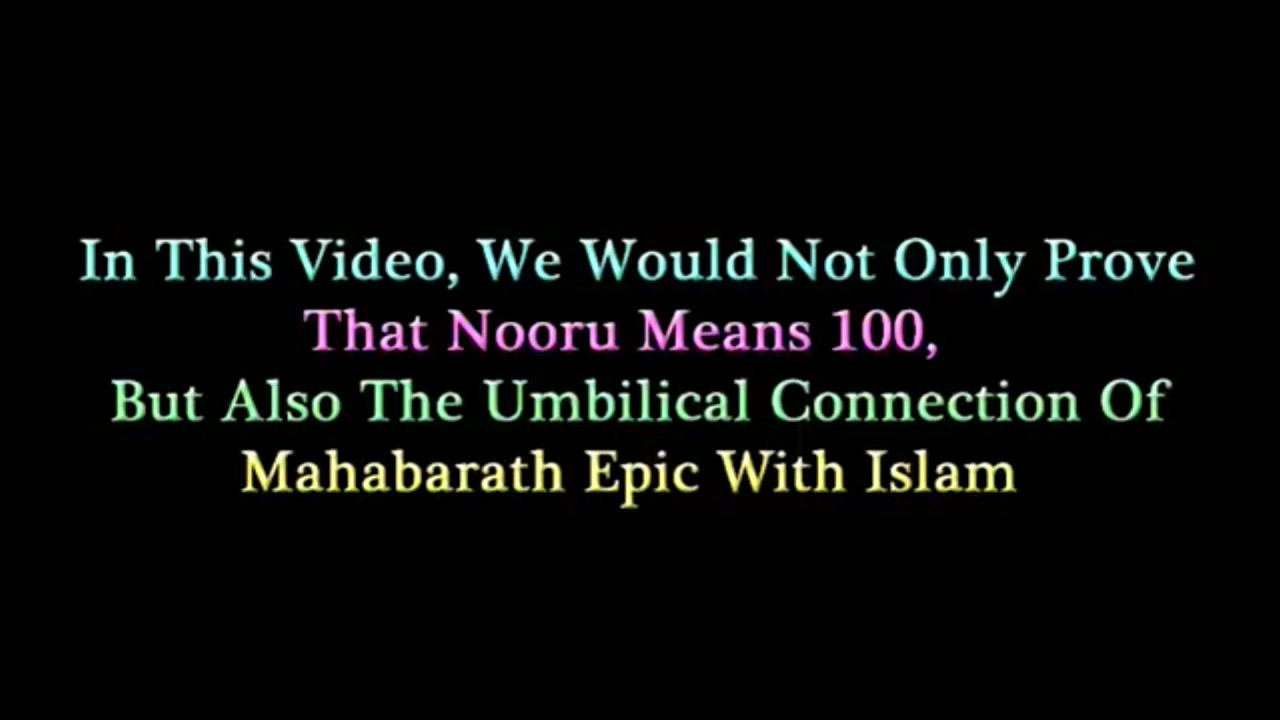 In This Video, We Would Not Only Prove
That Nooru Means 100,
But Also The Umbilical Connection Of
Mahabarath Epic With Islam